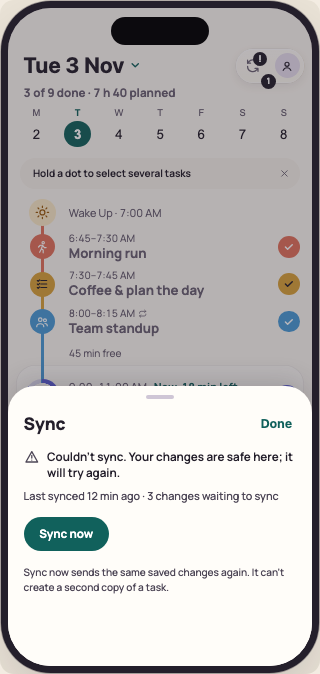 Tue 3 Nov
!
1
3 of 9 done · 7 h 40 planned
M T W T F S S
2 3 4 5 6 7 8
Hold a dot to select several tasks
Wake Up · 7:00 AM
6:45–7:30 AM
Morning run
7:30–7:45 AM
Coffee & plan the day
8:00–8:15 AM
Team standup
45 min free
Sync
Done
Couldn't sync. Your changes are safe here; it
will try again.
Last synced 12 min ago · 3 changes waiting to sync
Sync now
Sync now sends the same saved changes again. It can't
create a second copy of a task.